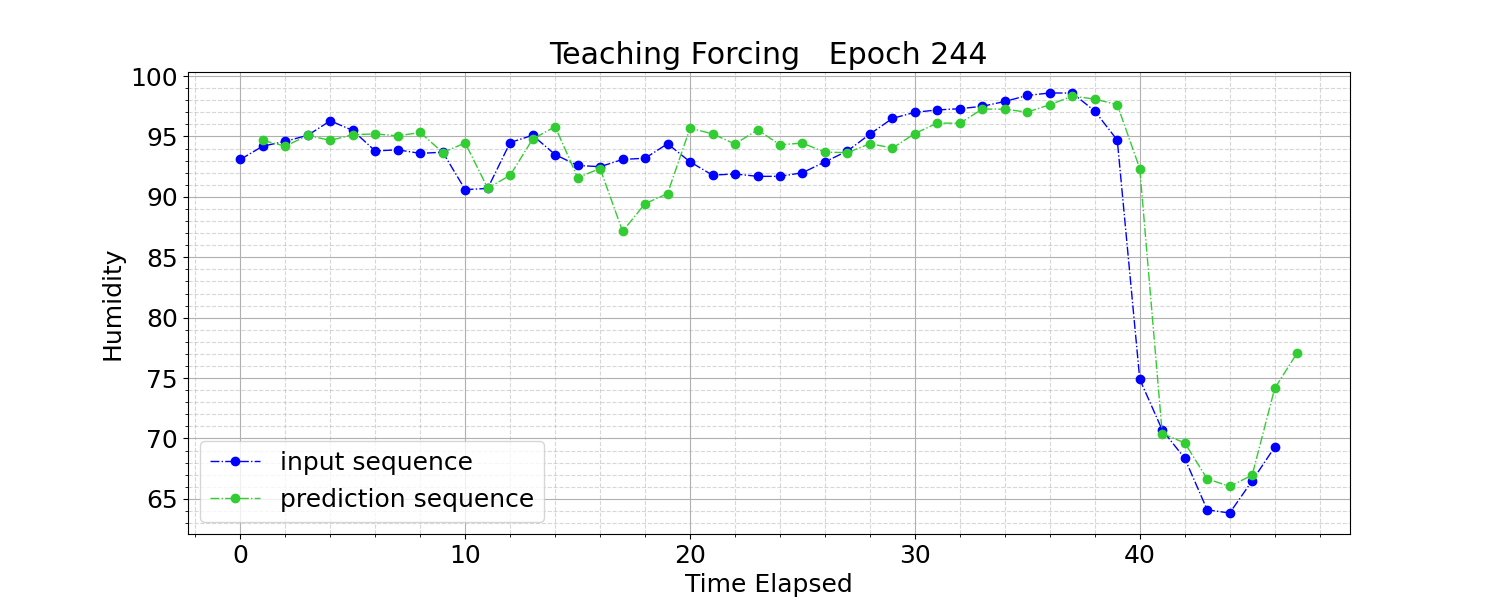 Teaching Forcing   Epoch 244
100
95
90
85
80
75
70
65
Humidity
input sequence
prediction sequence
0 10 20 30 40
Time Elapsed